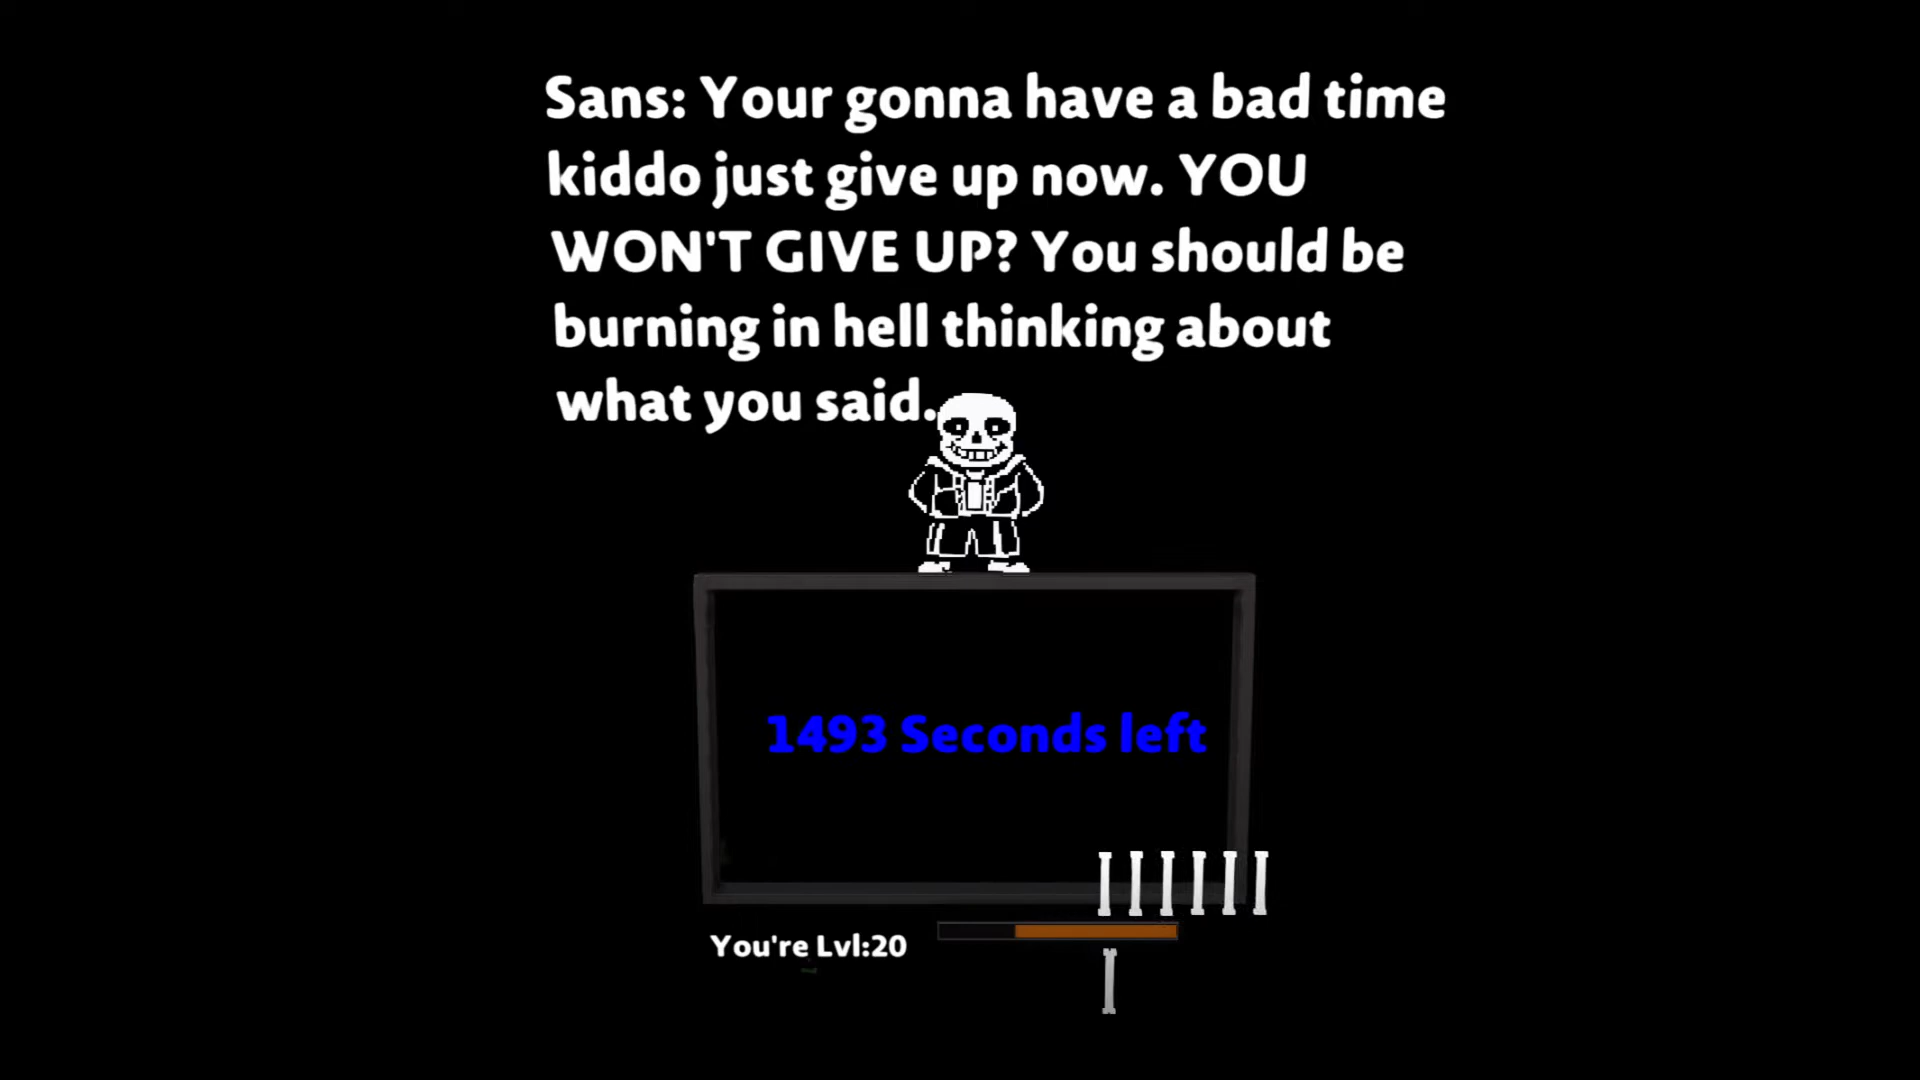 Sans: Your gonna have a bad time
kiddo just give up now. YOU
WON'T GIVE UP? You should be
burning in hell thinking about
what you said.
1493 Seconds left
You're Lvl:20